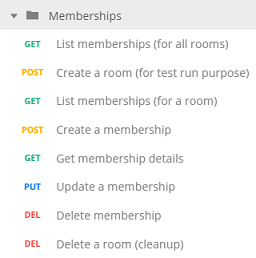 Memberships
GET List memberships (for all rooms)
POST Create a room (for test run purpose)
GET List memberships (for a room)
POST Create a membership
GET Get membership details
PUT Update a membership
DEL Delete membership
DEL Delete a room (cleanup)